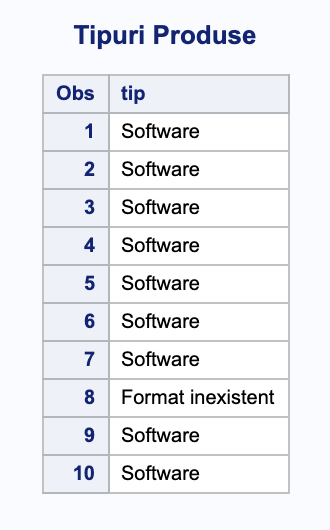 Tipuri Produse
Obs tip
1 Software
2 Software
3 Software
4 Software
5 Software
6 Software
7 Software
8 Format inexistent
9 Software
10 Software